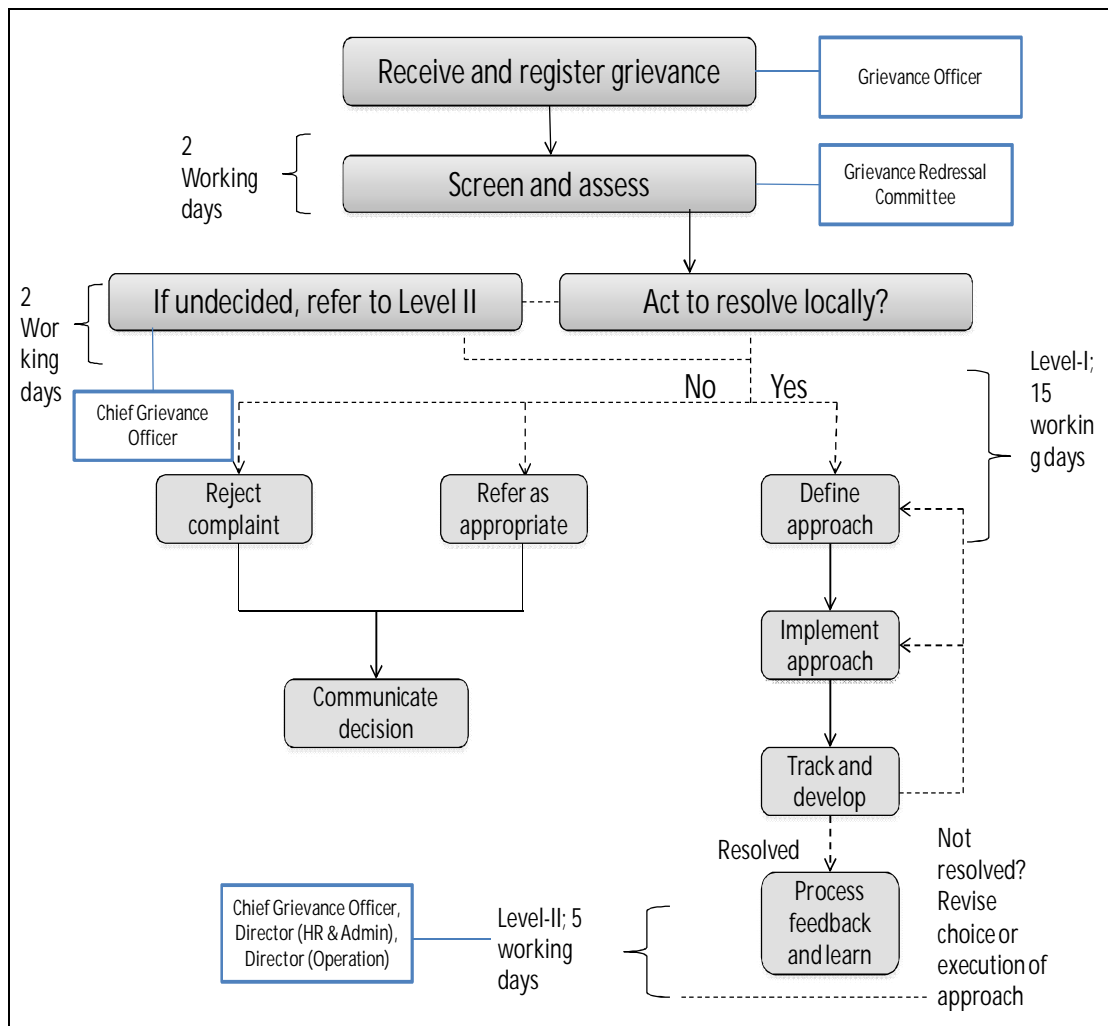 Receive and register grievance
Grievance Officer
2
Working
days
Screen and assess
Grievance Redressal
Committee
2
Wor
king
days
If undecided, refer to Level II
Act to resolve locally?
Chief Grievance
Officer
No
Yes
Level-I;
15
workin
g days
Reject
complaint
Refer as
appropriate
Define
approach
Implement
approach
Communicate
decision
Track and
develop
Resolved
Not
resolved?
Revise
choice or
execution of
approach
Process
feedback
and learn
Chief Grievance Officer,
Director (HR & Admin),
Director (Operation)
Level-II; 5
working
days